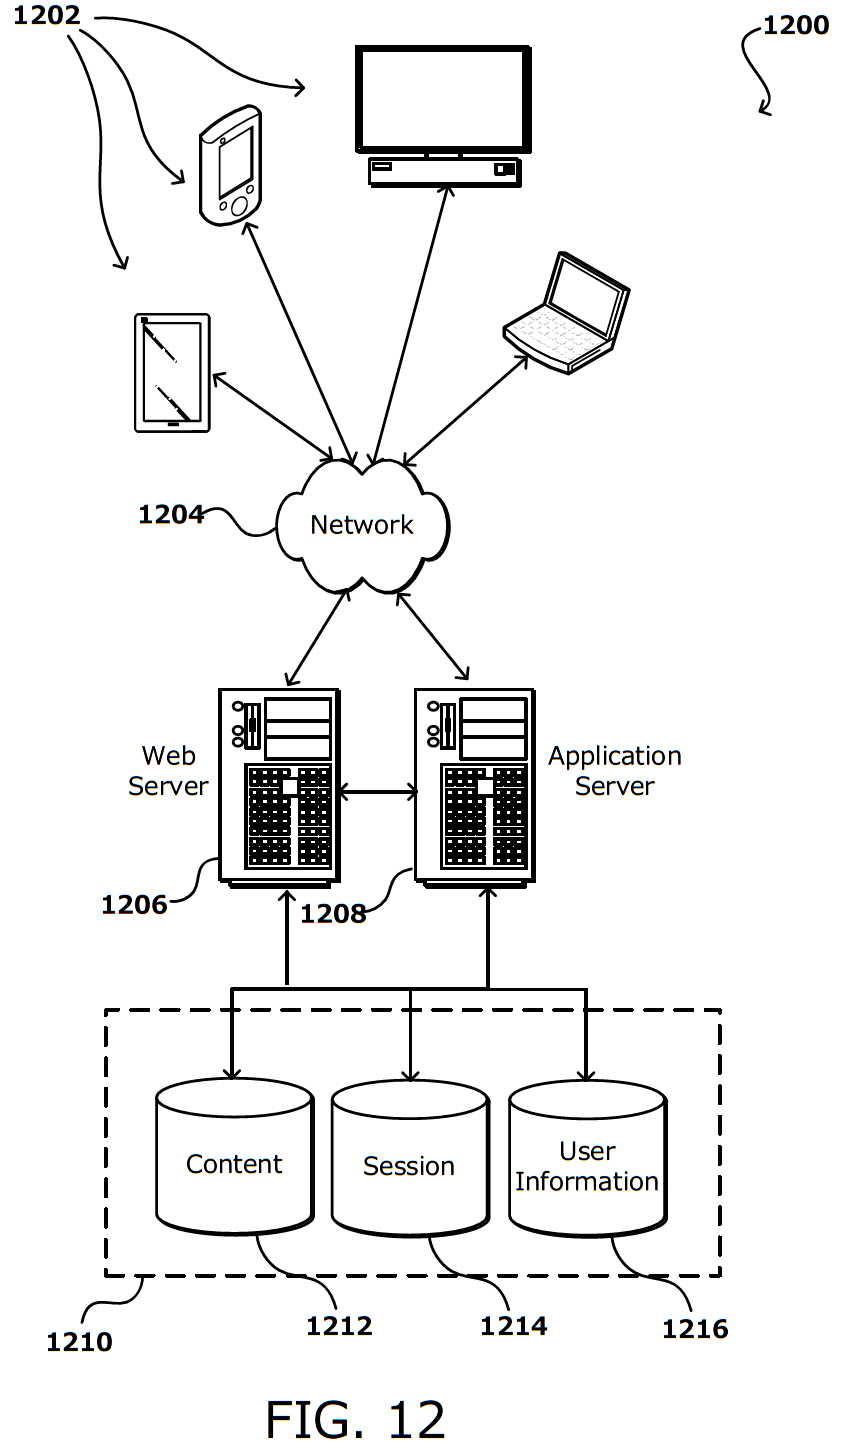 1202
1200
1204
Network
Web
Server
Application
Server
1206
1208
Content
Session
User
Information
1210
1212
1214
1216
FIG. 12